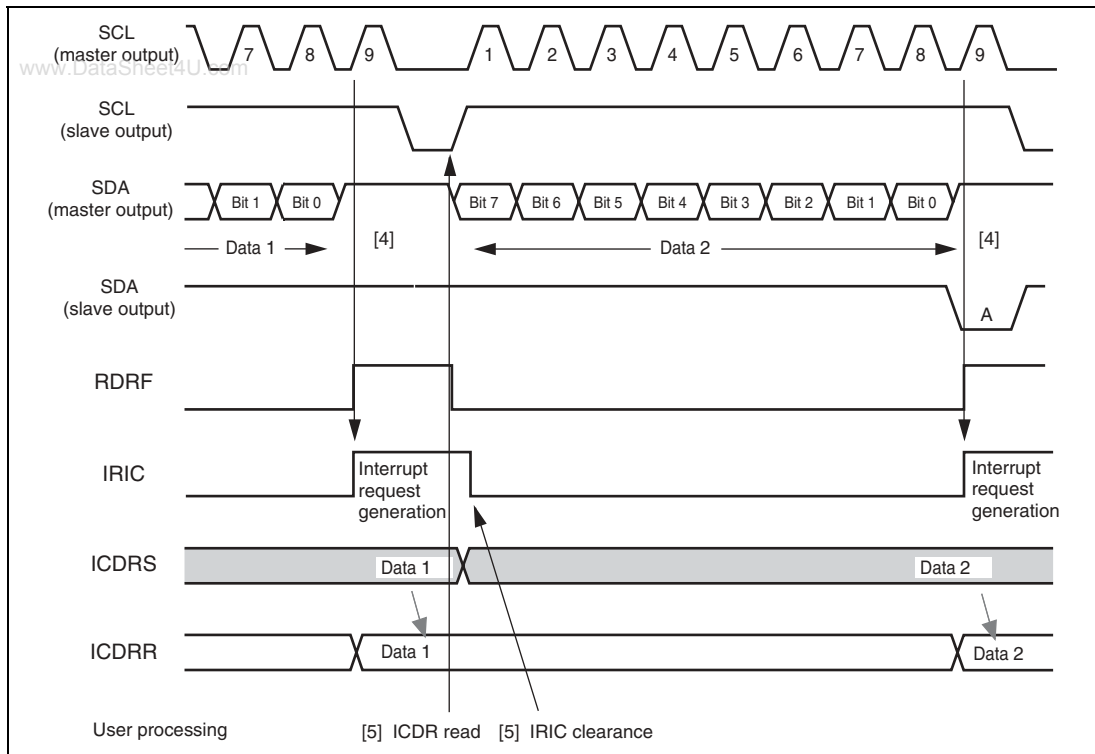 SCL
(master output)
7 8 9 1 2 3 4 5 6 7 8 9
www.DataSheet4U.com
SCL
(slave output)
SDA
(master output)
Bit 1 Bit 0 Bit 7 Bit 6 Bit 5 Bit 4 Bit 3 Bit 2 Bit 1 Bit 0
Data 1 [4] Data 2 [4]
SDA
(slave output)
A
RDRF
IRIC
Interrupt
request
generation
Interrupt
request
generation
ICDRS
Data 1 Data 2
ICDRR
Data 1 Data 2
User processing [5] ICDR read [5] IRIC clearance